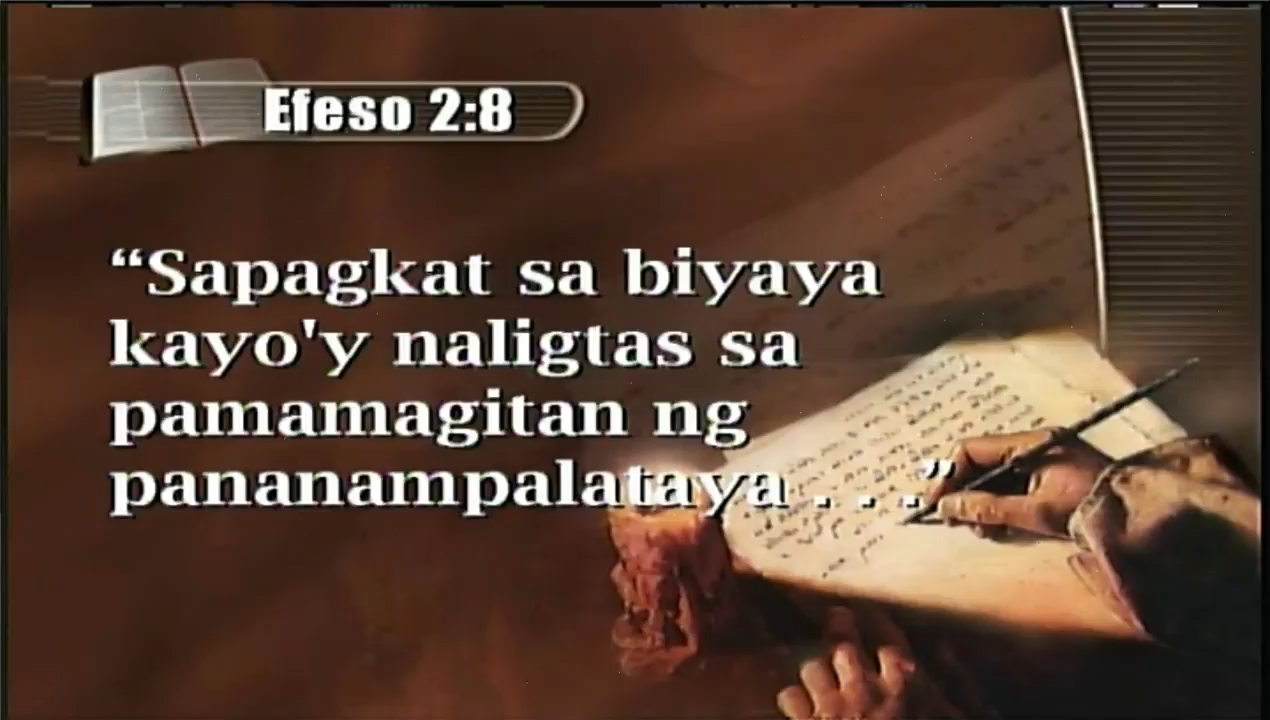 Efeso 2:8
“Sapagkat sa biyaya
kayo'y naligtas sa
pamamagitan ng
pananampalataya . . .”